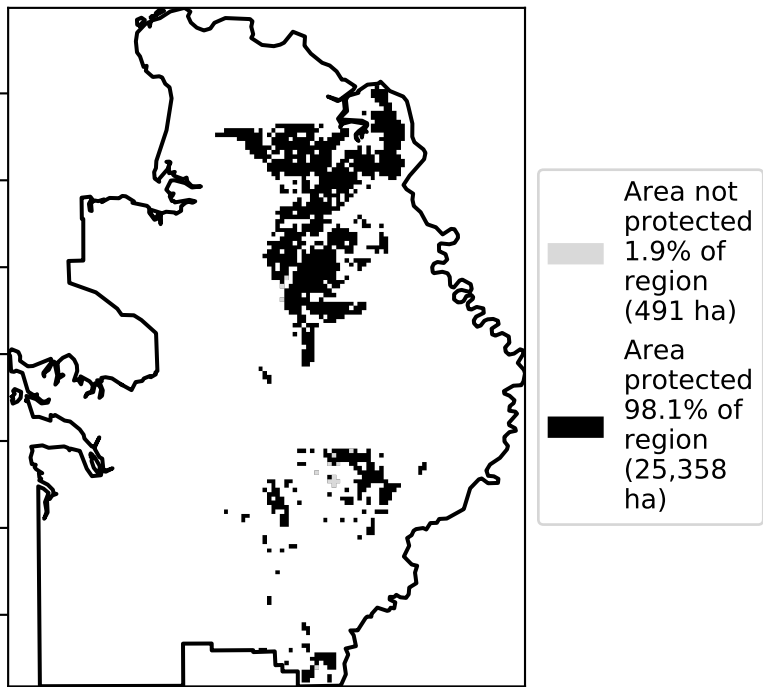 Area not
protected
1.9% of
region
(491 ha)
Area
protected
98.1% of
region
(25,358
ha)